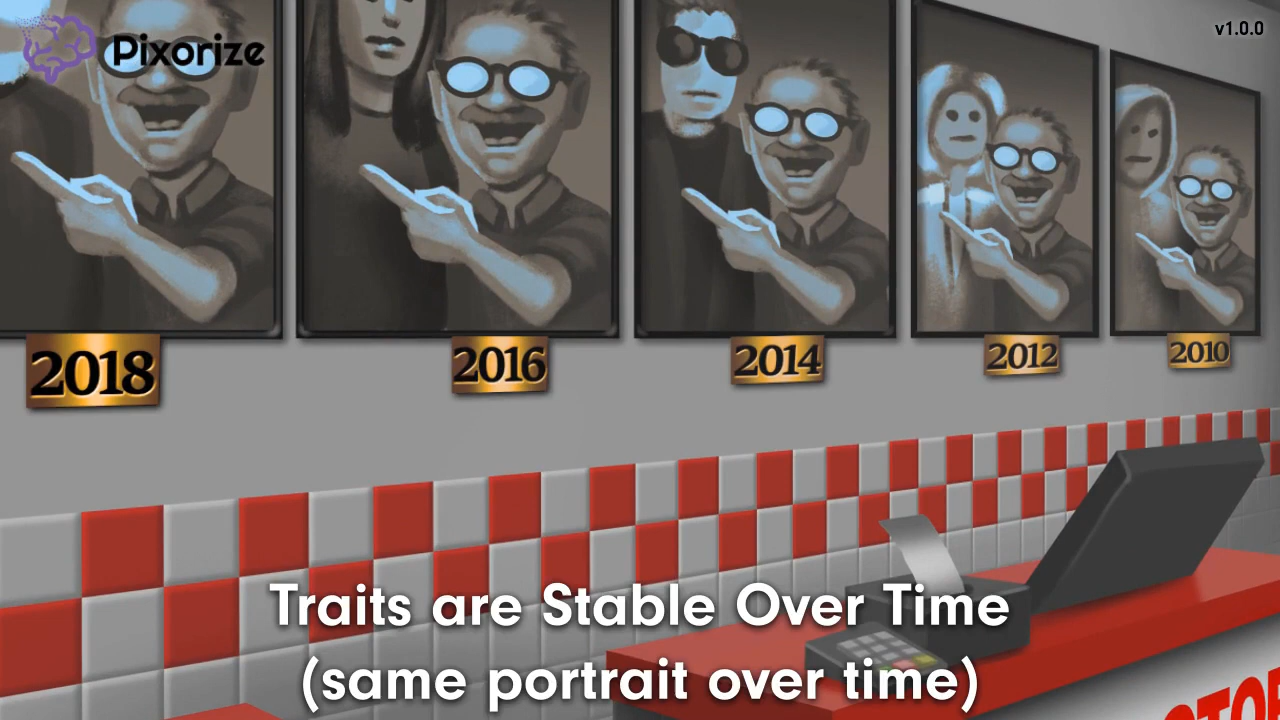 Pixorize
v1.0.0
2018
2016
2014
2012
2010
Traits are Stable Over Time
(same portrait over time)